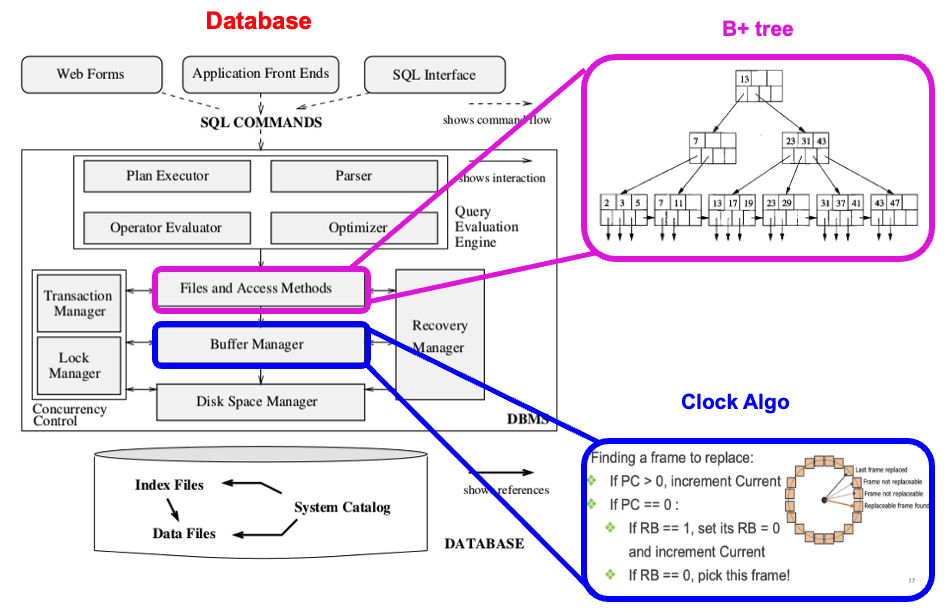 Database
B+ tree
Web Forms
Application Front Ends
SQL Interface
SQL COMMANDS
shows command flow
Plan Executor
Parser
shows interaction
Operator Evaluator
Optimizer
Query
Evaluation
Engine
13
7
23 31 43
2 3 5
7 11
13 17 19
23 29
31 37 41
43 47
Files and Access Methods
Transaction
Manager
Recovery
Manager
Buffer Manager
Lock
Manager
Disk Space Manager
Concurrency
Control
DBMS
Clock Algo
Index Files
System Catalog
Data Files
shows references
DATABASE
Finding a frame to replace:
If PC > 0, increment Current
If PC == 0 :
If RB == 1, set its RB = 0
and increment Current
If RB == 0, pick this frame!
Last frame replaced
Frame not replaceable
Frame not replaceable
Replaceable frame found
77